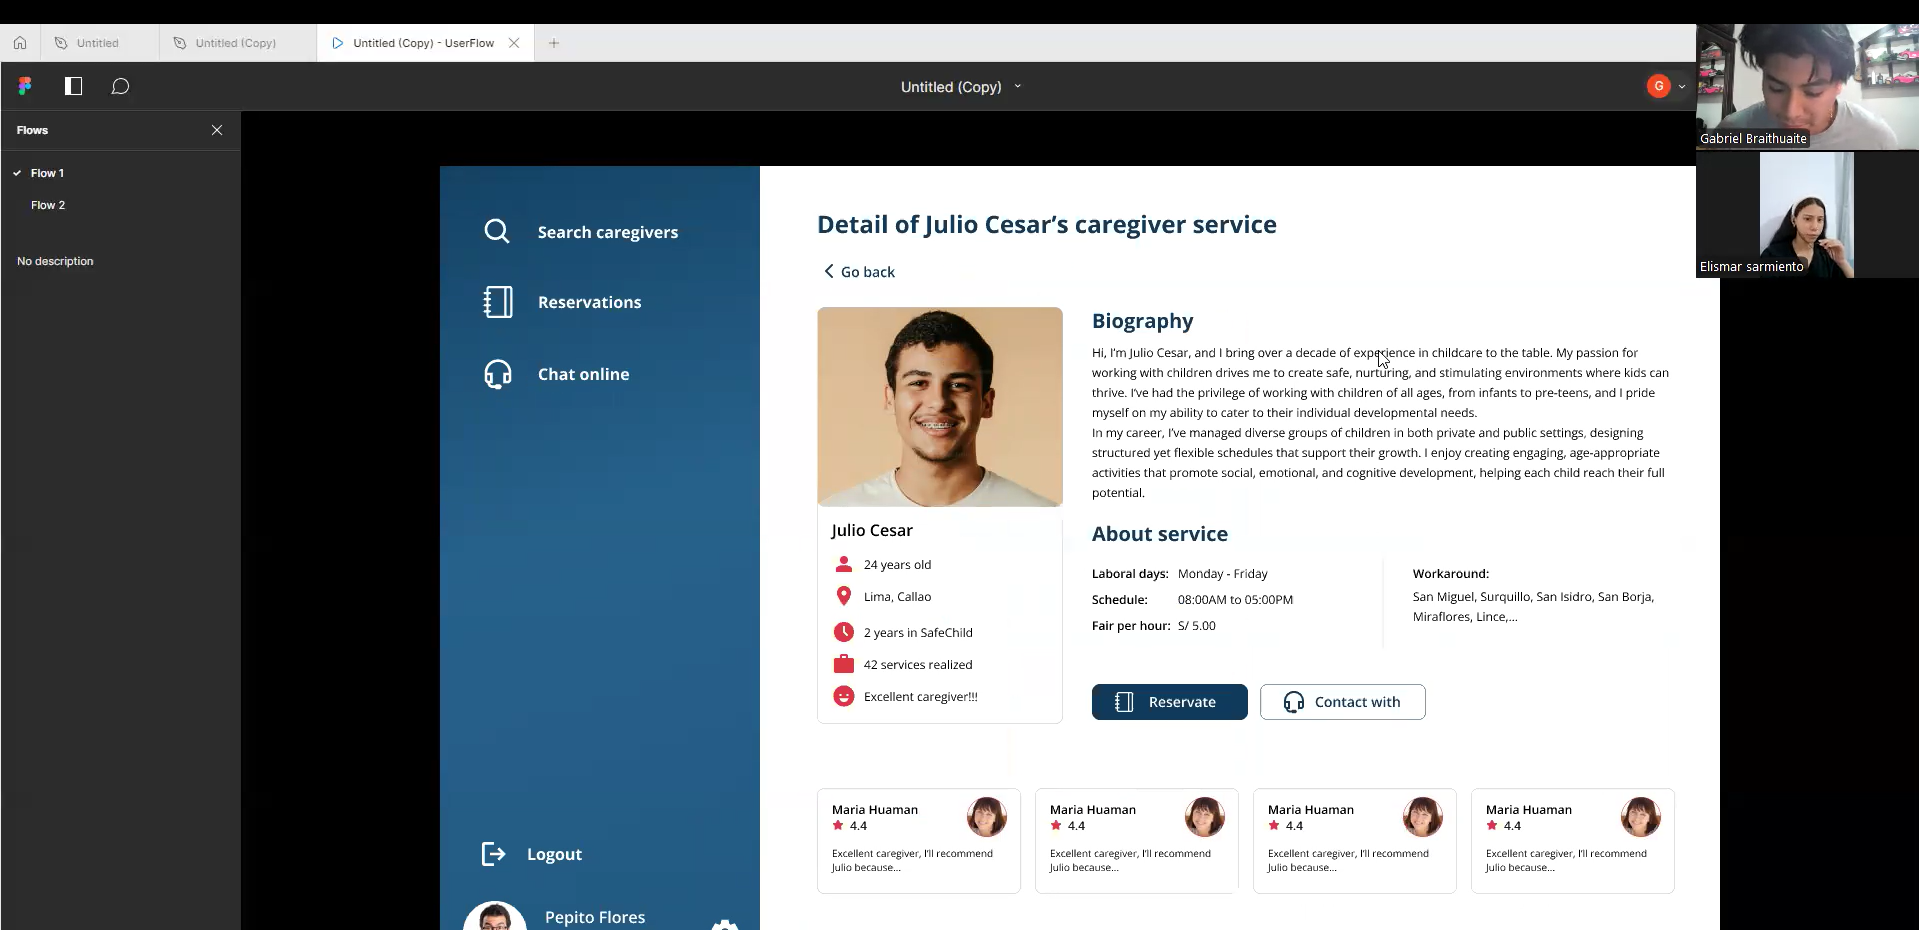 Untitled
Untitled (Copy)
Untitled (Copy) - UserFlow
Untitled (Copy)
G
Gabriel Braithuaite
Elismar sarmiento
Flows
Flow 1
Flow 2
No description
Search caregivers
Reservations
Chat online
Logout
Pepito Flores
Detail of Julio Cesar's caregiver service
Go back
Julio Cesar
24 years old
Lima, Callao
2 years in SafeChild
42 services realized
Excellent caregiver!!!
Biography
Hi, I'm Julio Cesar, and I bring over a decade of experience in childcare to the table. My passion for
working with children drives me to create safe, nurturing, and stimulating environments where kids can
thrive. I've had the privilege of working with children of all ages, from infants to pre-teens, and I pride
myself on my ability to cater to their individual developmental needs.
In my career, I've managed diverse groups of children in both private and public settings, designing
structured yet flexible schedules that support their growth. I enjoy creating engaging, age-appropriate
activities that promote social, emotional, and cognitive development, helping each child reach their full
potential.
About service
Laboral days: Monday - Friday
Schedule: 08:00AM to 05:00PM
Fair per hour: S/ 5.00
Workaround:
San Miguel, Surquillo, San Isidro, San Borja,
Miraflores, Lince,...
Reservate
Contact with
Maria Huaman
4.4
Excellent caregiver, I'll recommend
Julio because...
Maria Huaman
4.4
Excellent caregiver, I'll recommend
Julio because...
Maria Huaman
4.4
Excellent caregiver, I'll recommend
Julio because...
Maria Huaman
4.4
Excellent caregiver, I'll recommend
Julio because...